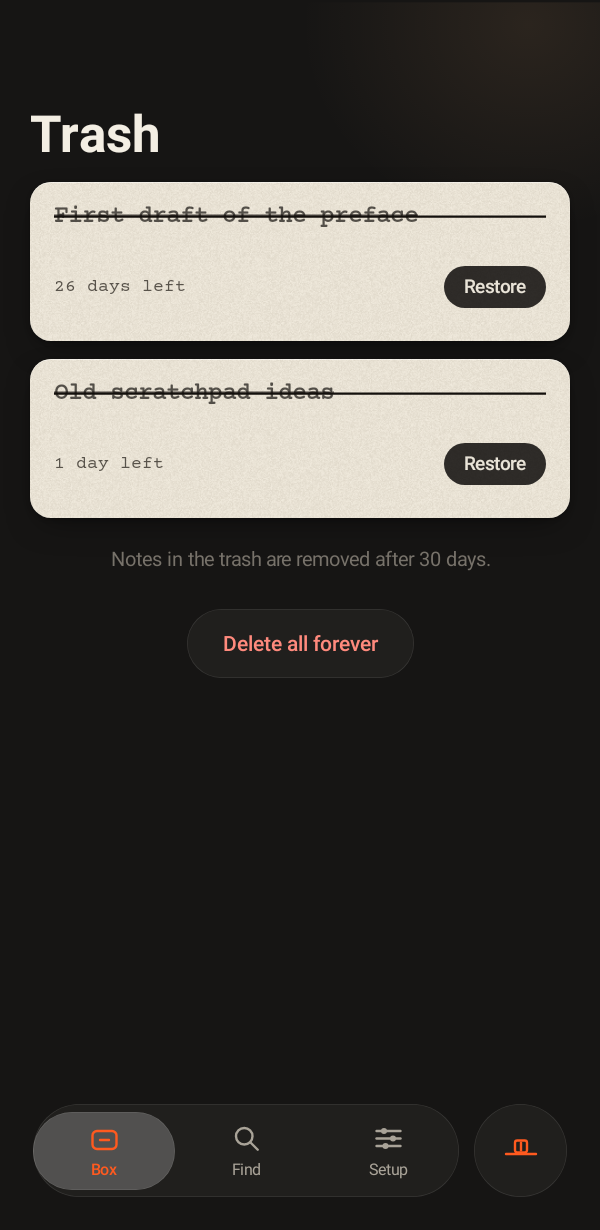 Trash
First draft of the preface
26 days left
Restore
Old scratchpad ideas
1 day left
Restore
Notes in the trash are removed after 30 days.
Delete all forever
Box
Find
Setup